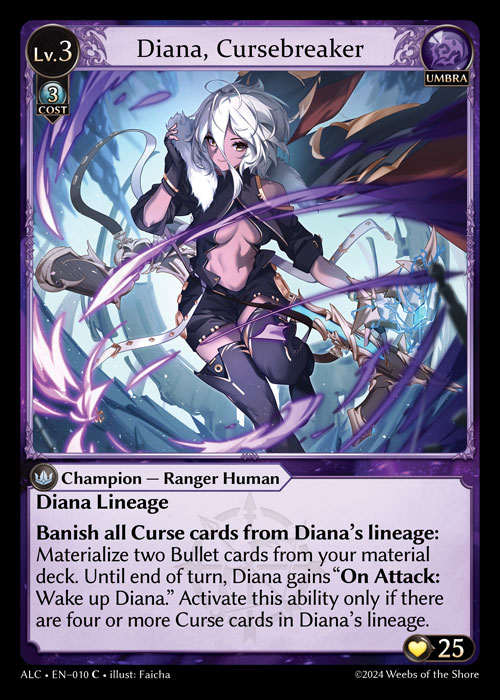 Lv.3
Diana, Cursebreaker
UMBRA
3
COST
Champion — Ranger Human
Diana Lineage
Banish all Curse cards from Diana's lineage:
Materialize two Bullet cards from your material
deck. Until end of turn, Diana gains “On Attack:
Wake up Diana.” Activate this ability only if there
are four or more Curse cards in Diana's lineage.
25
ALC • EN–010 C • illust: Faicha
©2024 Weebs of the Shore